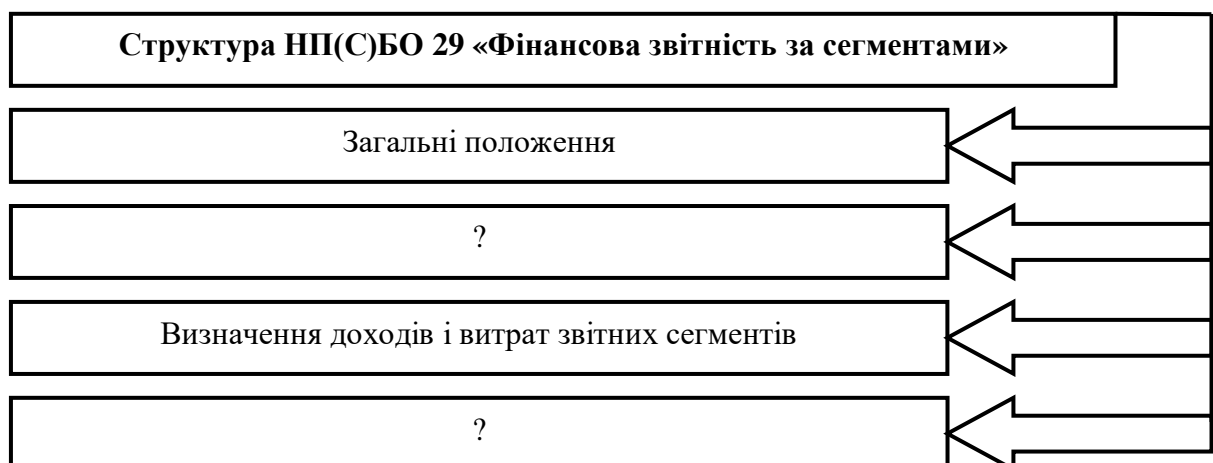 Структура НП(С)БО 29 «Фінансова звітність за сегментами»
Загальні положення
?
Визначення доходів і витрат звітних сегментів
?